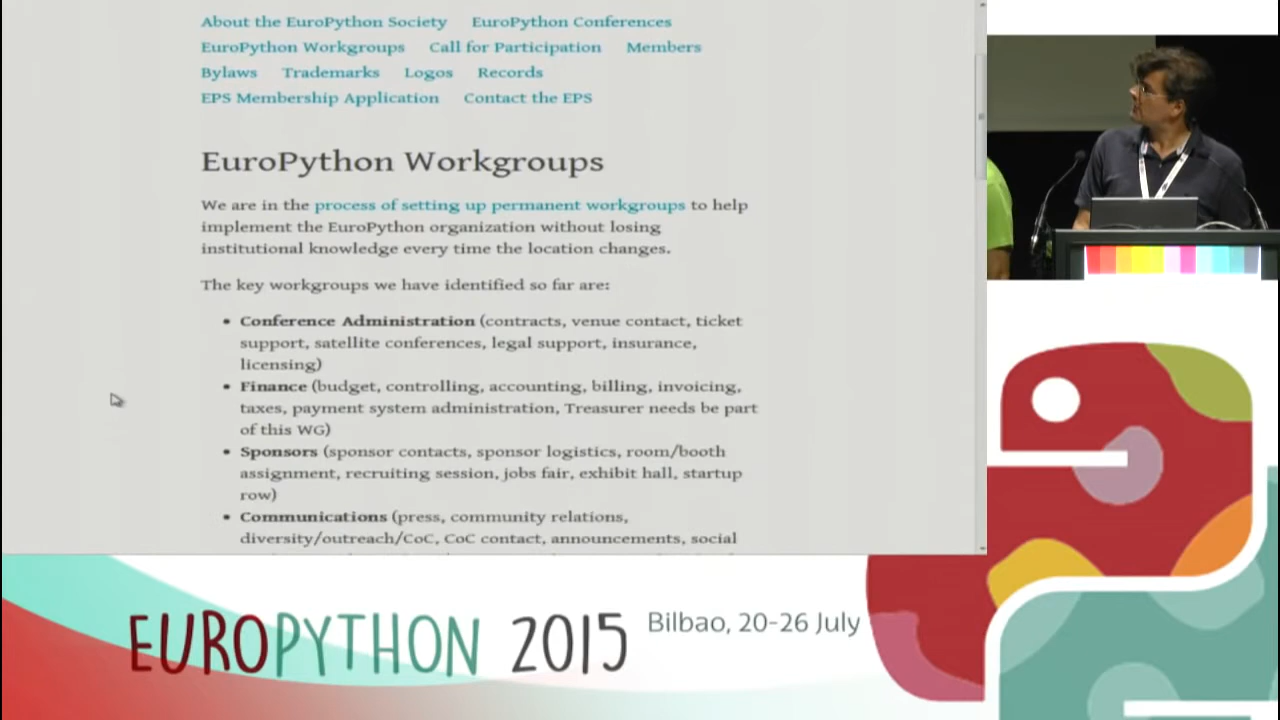 About the EuroPython Society EuroPython Conferences
EuroPython Workgroups Call for Participation Members
Bylaws Trademarks Logos Records
EPS Membership Application Contact the EPS
EuroPython Workgroups
We are in the process of setting up permanent workgroups to help
implement the EuroPython organization without losing
institutional knowledge every time the location changes.
The key workgroups we have identified so far are:
• Conference Administration (contracts, venue contact, ticket
support, satellite conferences, legal support, insurance,
licensing)
• Finance (budget, controlling, accounting, billing, invoicing,
taxes, payment system administration, Treasurer needs be part
of this WG)
• Sponsors (sponsor contacts, sponsor logistics, room/booth
assignment, recruiting session, jobs fair, exhibit hall, startup
row)
• Communications (press, community relations,
diversity/outreach/CoC, CoC contact, announcements, social
EUROPYTHON 2015 Bilbao, 20-26 July